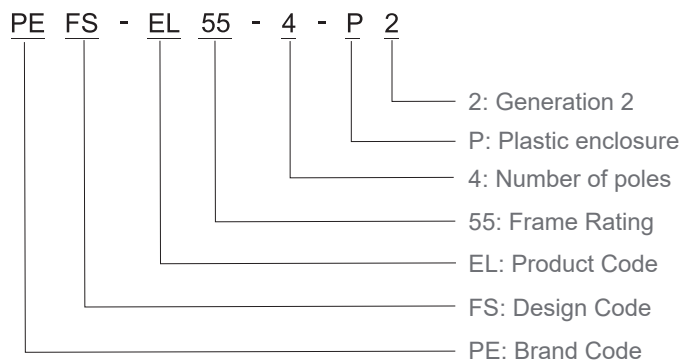 PE FS - EL 55 - 4 - P 2
2: Generation 2
P: Plastic enclosure
4: Number of poles
55: Frame Rating
EL: Product Code
FS: Design Code
PE: Brand Code